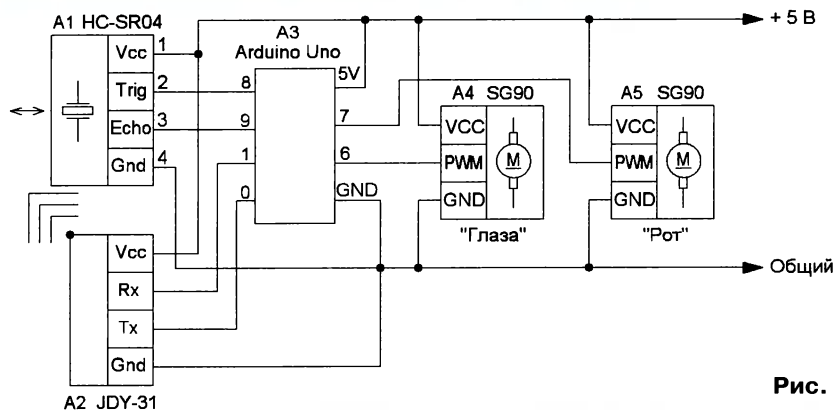 A1 HC-SR04
Vcc 1
Trig 2
Echo 3
Gnd 4
A3
Arduino Uno
5V
8
9
1
0
7
6
GND
A4 SG90
VCC
PWM
GND
М
"Глаза"
A5 SG90
VCC
PWM
GND
М
"Рот"
+ 5 В
Общий
Vcc
Rx
Tx
Gnd
A2 JDY-31
Рис.